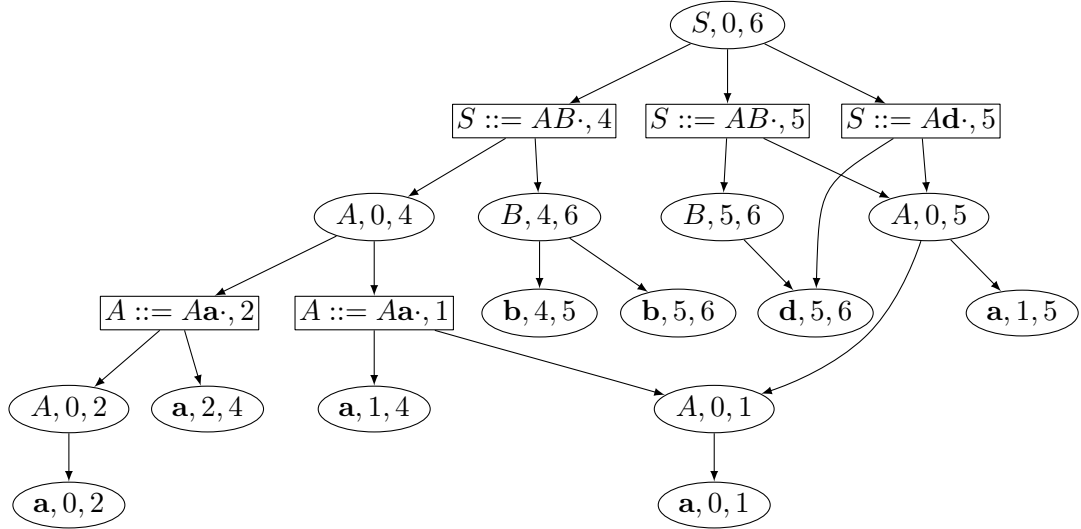 S, 0, 6
S ::= AB·, 4
S ::= AB·, 5
S ::= Ad·, 5
A, 0, 4
B, 4, 6
B, 5, 6
A, 0, 5
A ::= Aa·, 2
A ::= Aa·, 1
b, 4, 5
b, 5, 6
d, 5, 6
a, 1, 5
A, 0, 2
a, 2, 4
a, 1, 4
A, 0, 1
a, 0, 2
a, 0, 1